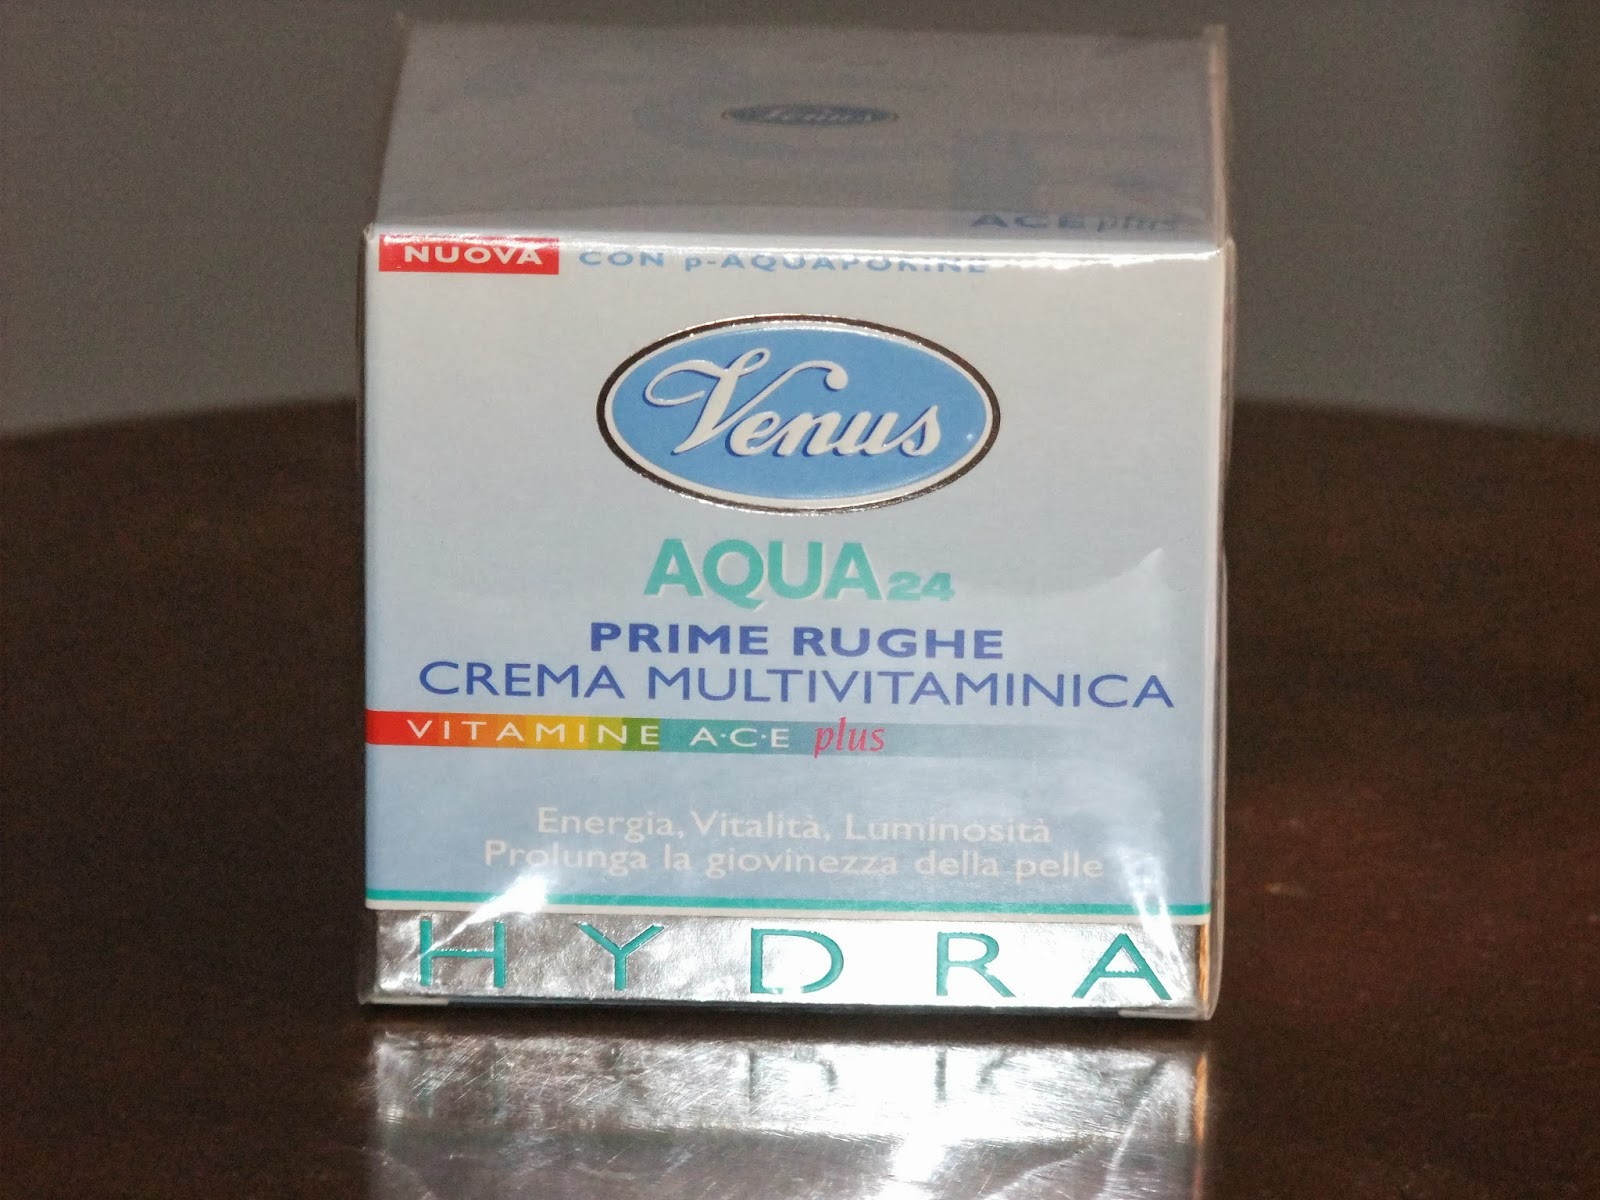 Venus
ACE plus
NUOVA CON p-AQUAPORINE
Venus
AQUA24
PRIME RUGHE
CREMA MULTIVITAMINICA
VITAMINE A·C·E plus
Energia, Vitalità, Luminosità
Prolunga la giovinezza della pelle
HYDRA